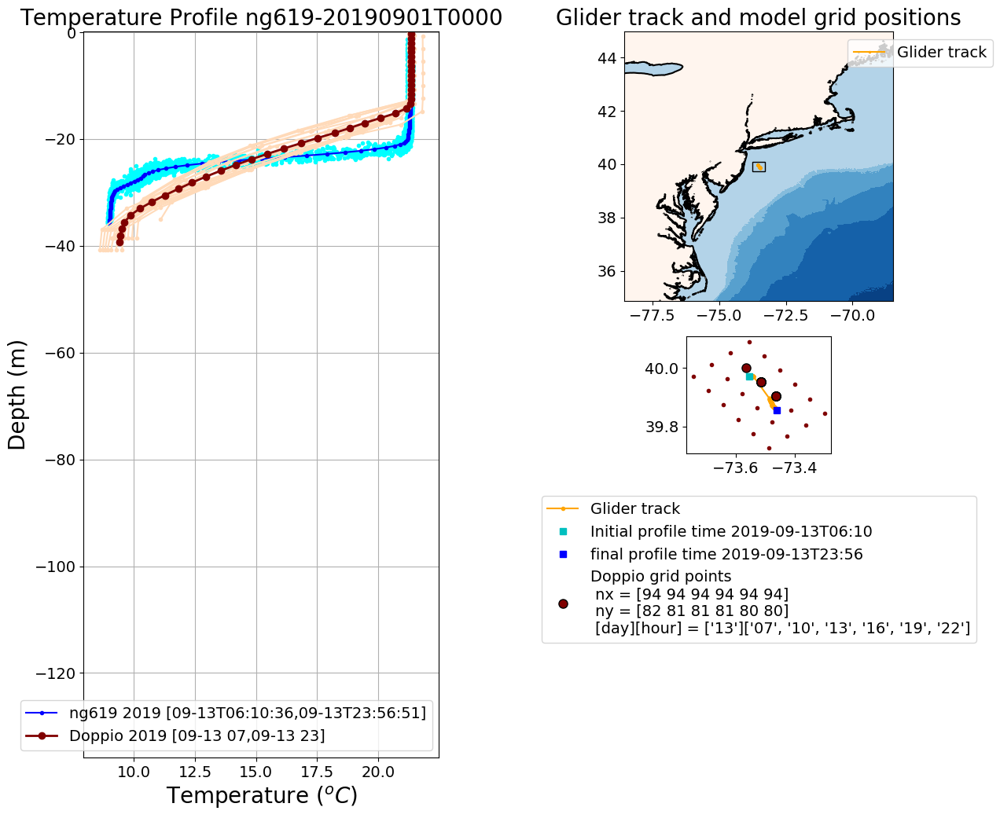 Temperature Profile ng619-20190901T0000
0
−20
−40
−60
−80
−100
−120
Depth (m)
10.0
12.5
15.0
17.5
20.0
Temperature (°C)
ng619 2019 [09-13T06:10:36,09-13T23:56:51]
Doppio 2019 [09-13 07,09-13 23]
Glider track and model grid positions
Glider track
44
42
40
38
36
−77.5
−75.0
−72.5
−70.0
40.0
39.8
−73.6
−73.4
Glider track
Initial profile time 2019-09-13T06:10
final profile time 2019-09-13T23:56
Doppio grid points
nx = [94 94 94 94 94 94]
ny = [82 81 81 81 80 80]
[day][hour] = ['13']['07', '10', '13', '16', '19', '22']